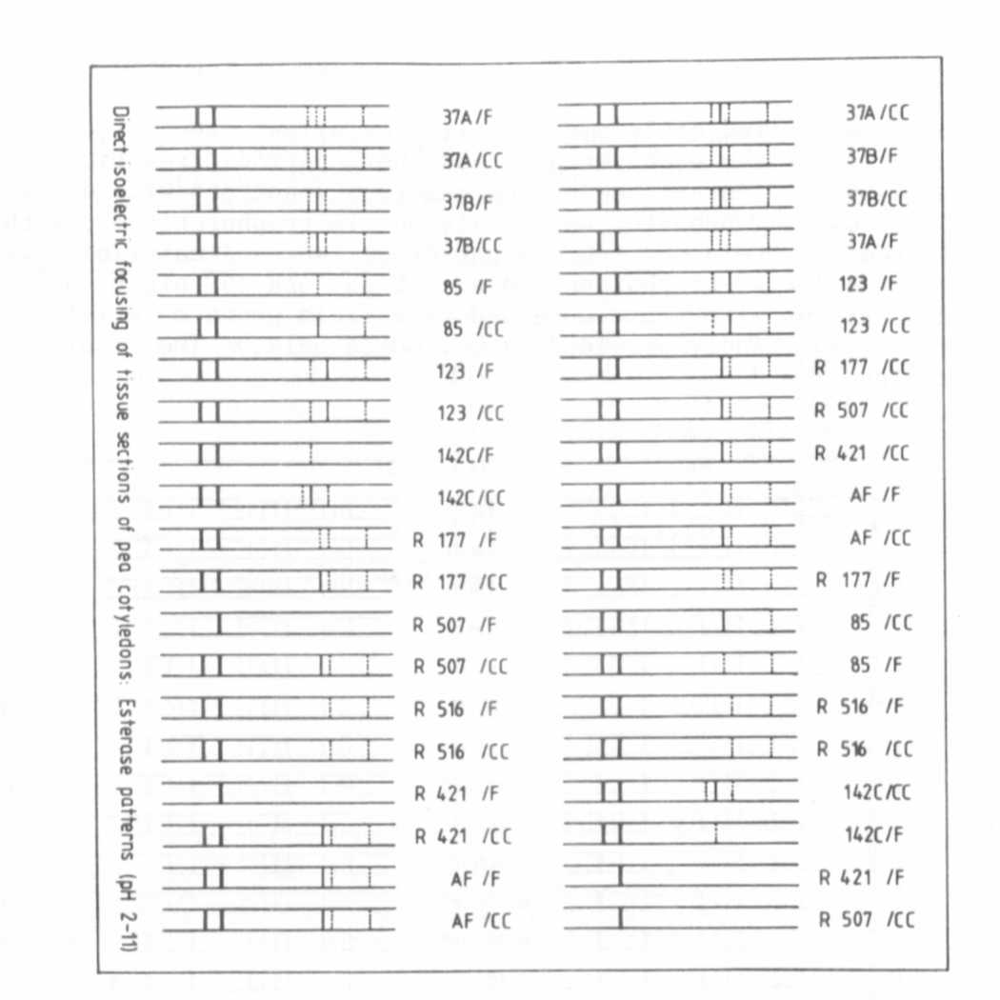 Direct isoelectric focusing of tissue sections of pea cotyledons: Esterase patterns (pH 2-11)
37A/F
37A/CC
37B/F
37B/CC
85 /F
85 /CC
123 /F
123 /CC
142C/F
142C/CC
R 177 /F
R 177 /CC
R 507 /F
R 507 /CC
R 516 /F
R 516 /CC
R 421 /F
R 421 /CC
AF /F
AF /CC
37A/CC
37B/F
37B/CC
37A/F
123 /F
123 /CC
R 177 /CC
R 507 /CC
R 421 /CC
AF /F
AF /CC
R 177 /F
85 /CC
85 /F
R 516 /F
R 516 /CC
142C/CC
142C/F
R 421 /F
R 507 /CC